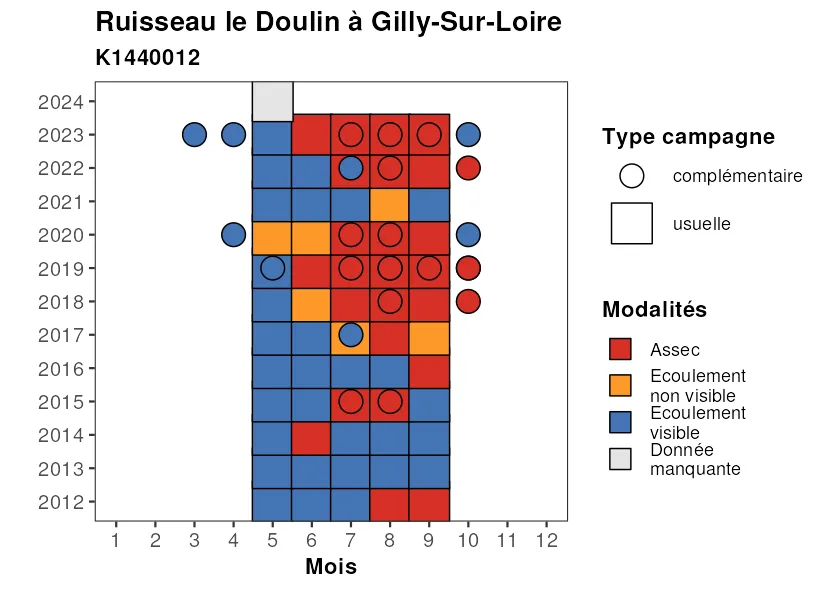 Ruisseau le Doulin à Gilly-Sur-Loire
K1440012
2024
2023
2022
2021
2020
2019
2018
2017
2016
2015
2014
2013
2012
1 2 3 4 5 6 7 8 9 10 11 12
Mois
Type campagne
complémentaire
usuelle
Modalités
Assec
Ecoulement
non visible
Ecoulement
visible
Donnée
manquante